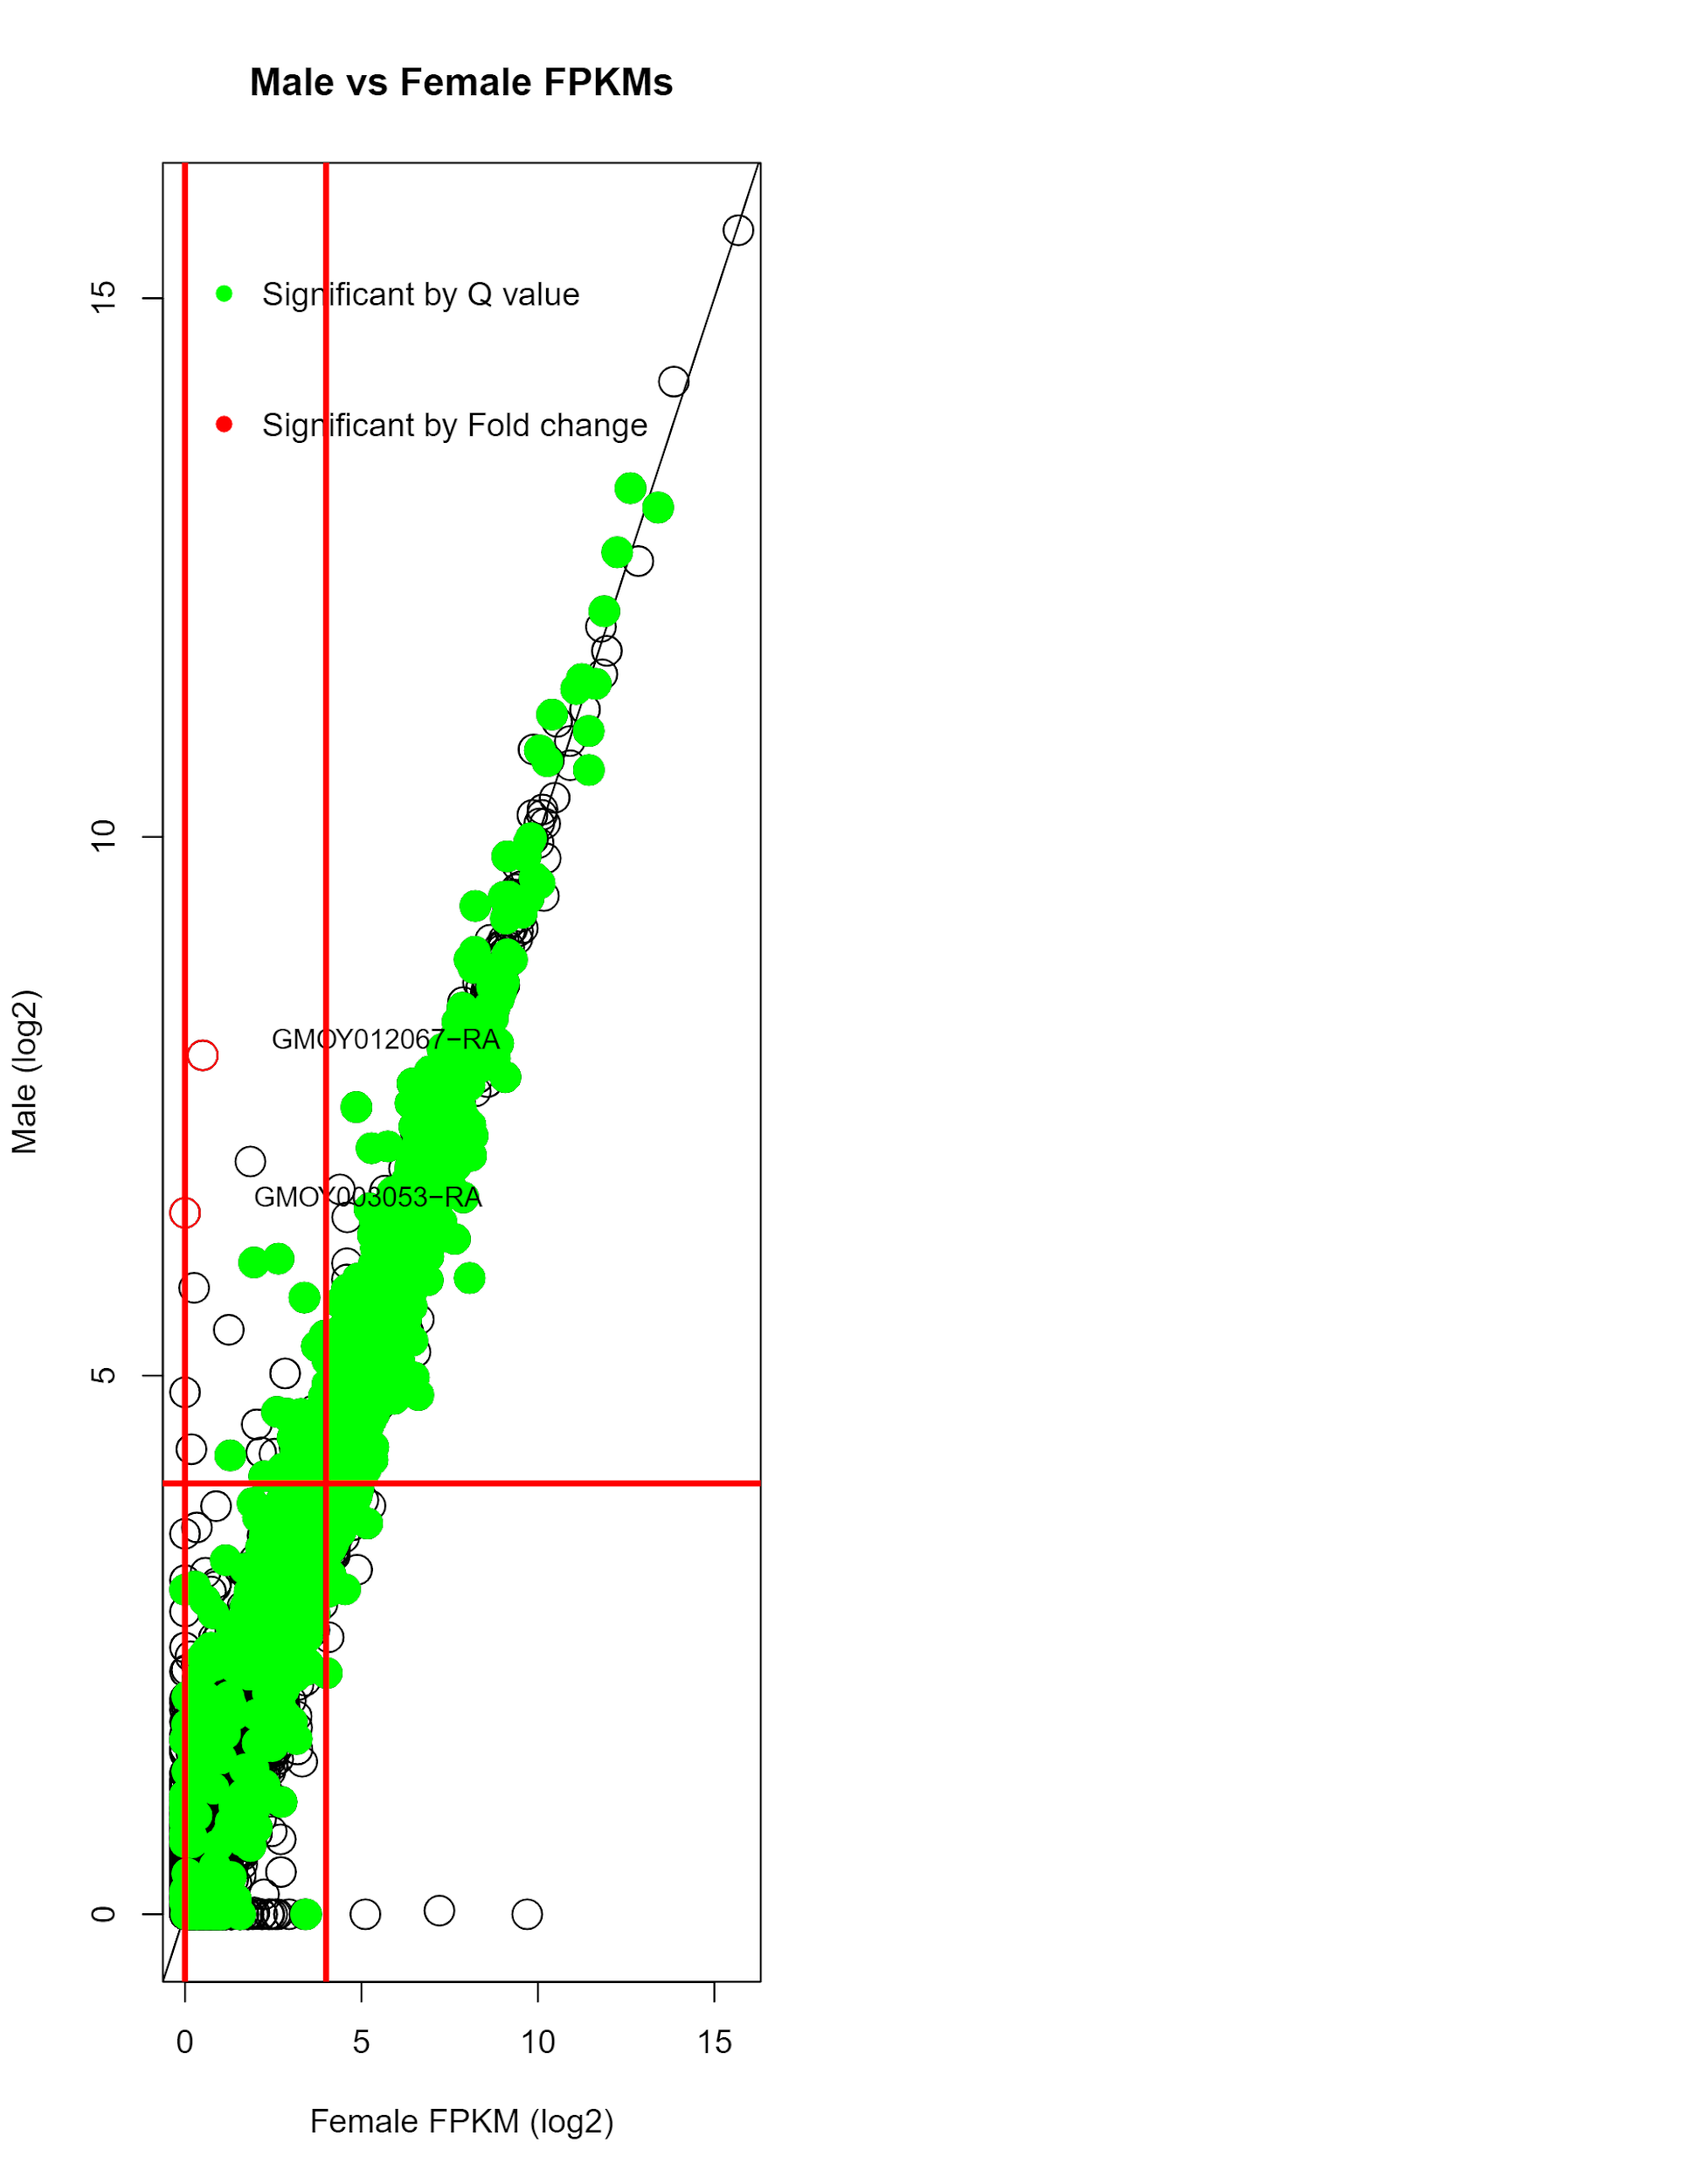 Male vs Female FPKMs
Significant by Q value
Significant by Fold change
GMOY012067−RA
GMOY003053−RA
15
10
5
0
Male (log2)
0 5 10 15
Female FPKM (log2)